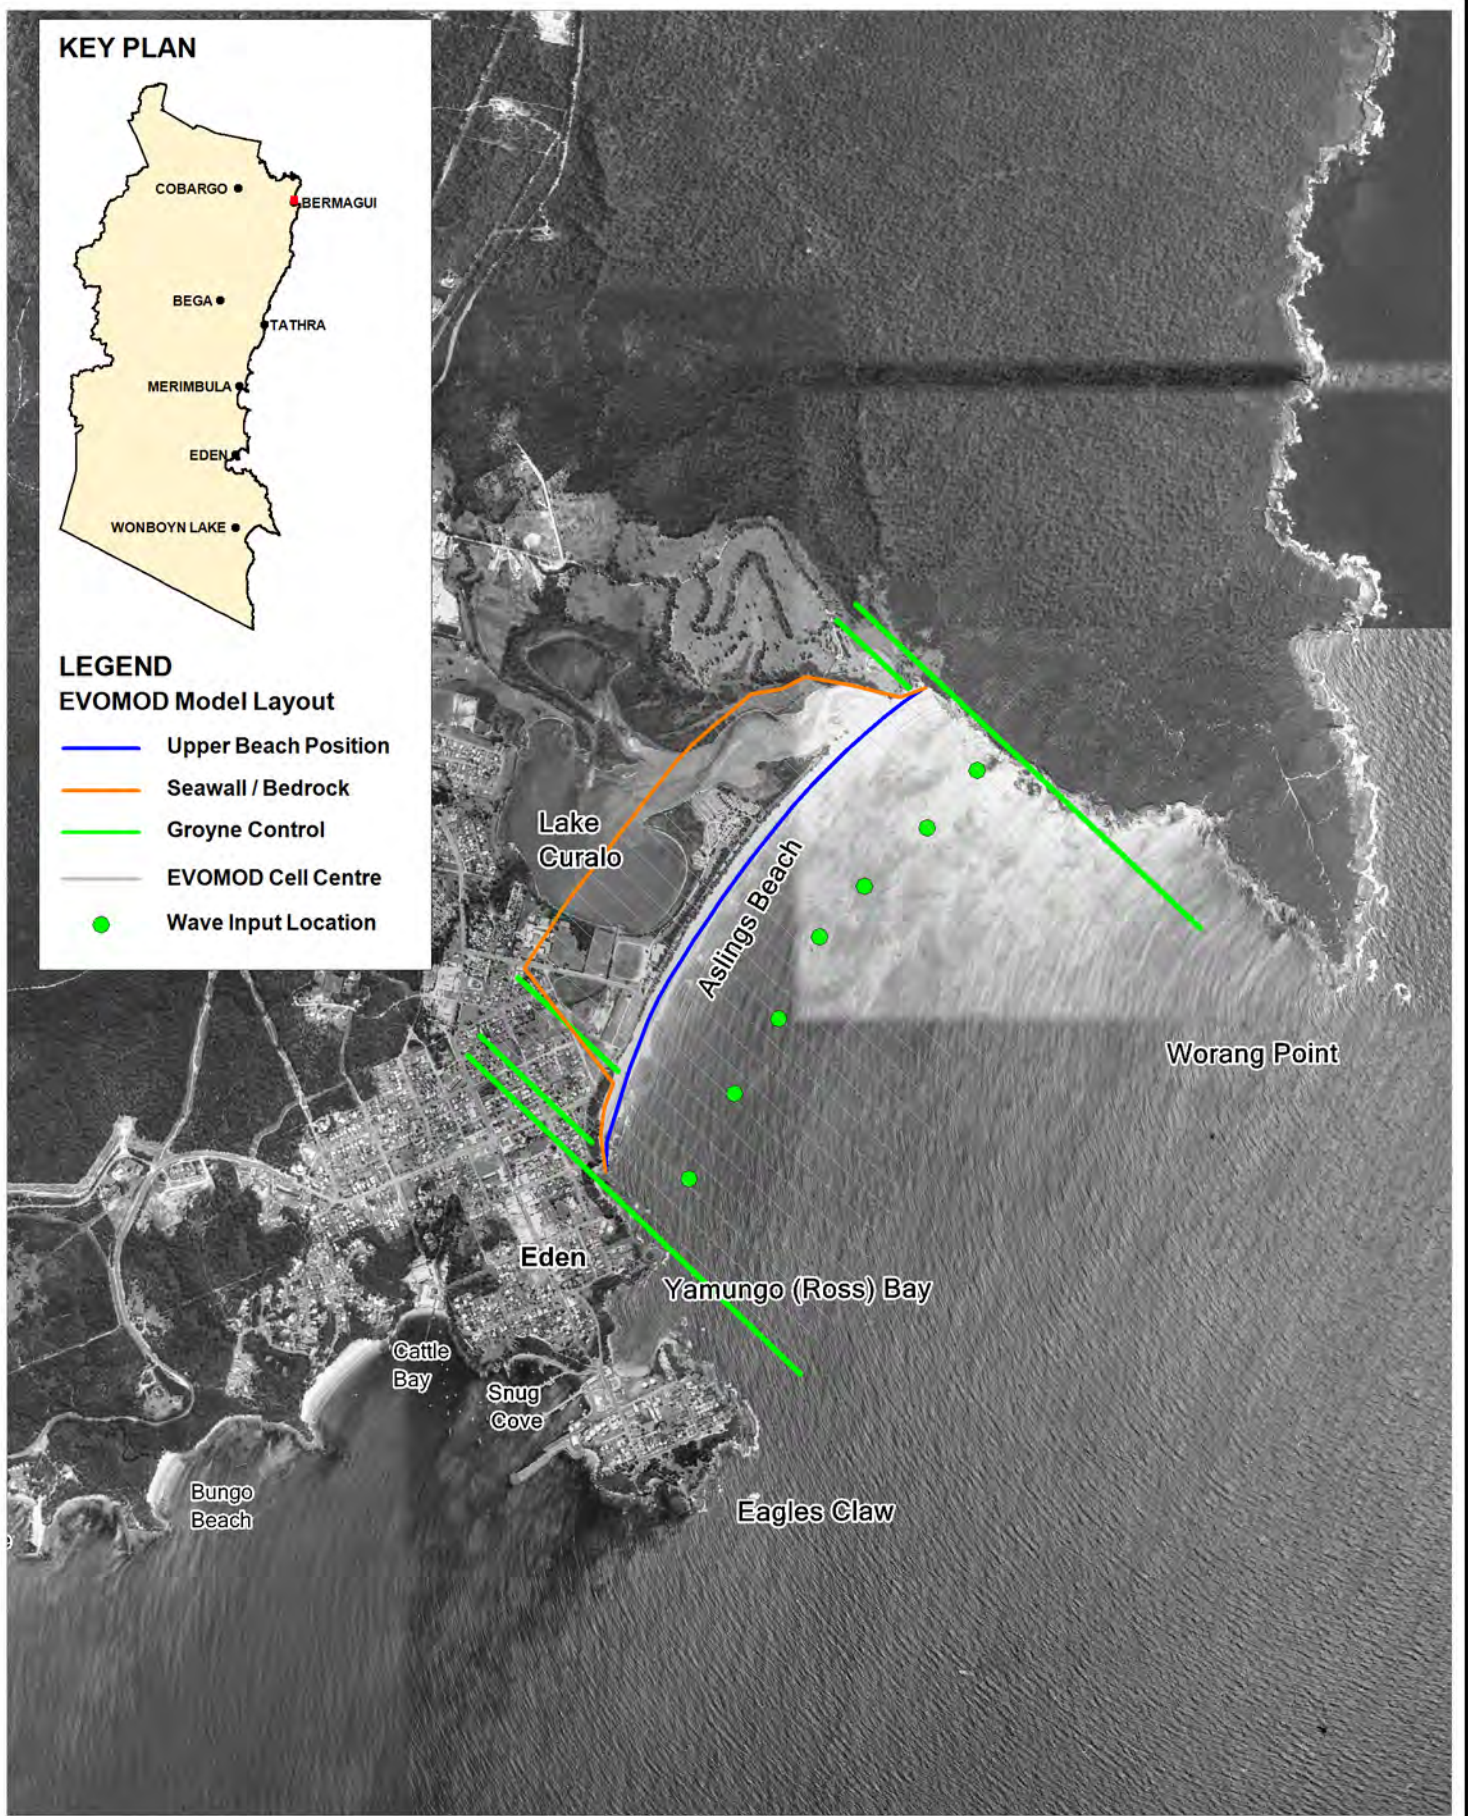 KEY PLAN
COBARGO
BERMAGUI
BEGA
TATHRA
MERIMBULA
EDEN
WONBOYN LAKE
LEGEND
EVOMOD Model Layout
Upper Beach Position
Seawall / Bedrock
Groyne Control
EVOMOD Cell Centre
Wave Input Location
Lake
Curalo
Aslings Beach
Worang Point
Eden
Yamungo (Ross) Bay
Cattle
Bay
Snug
Cove
Bungo
Beach
Eagles Claw